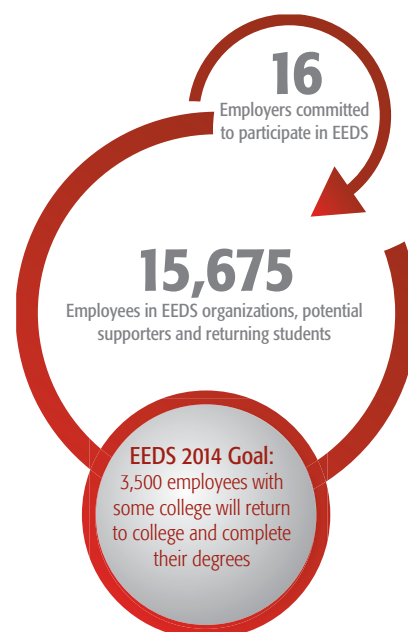 16
Employers committed
to participate in EEDS
15,675
Employees in EEDS organizations, potential
supporters and returning students
EEDS 2014 Goal:
3,500 employees with
some college will return
to college and complete
their degrees